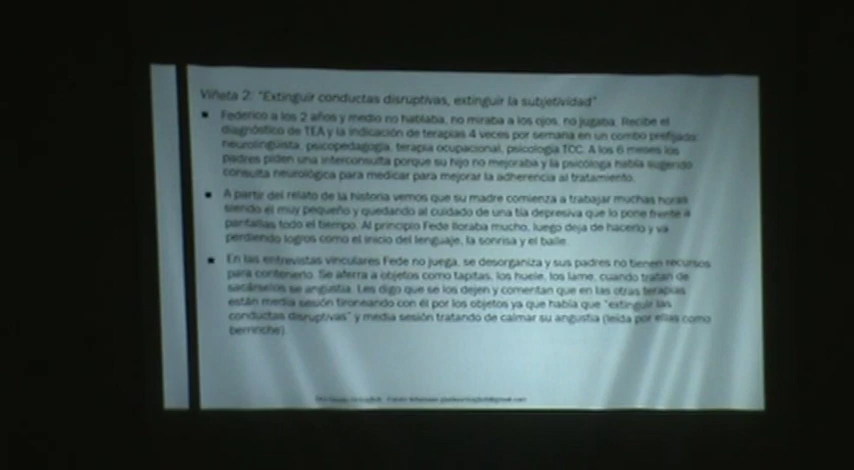 Viñeta 2: "Extinguir conductas disruptivas, extinguir la subjetividad"
Federico a los 2 años y medio no hablaba, no miraba a los ojos, no jugaba. Recibe el
diagnóstico de TEA y la indicación de terapias 4 veces por semana en un combo prefijado:
neurolingüista, psicopedagogía, terapia ocupacional, psicología TCC. A los 6 meses los
padres piden una interconsulta porque su hijo no mejoraba y la psicóloga había sugerido
consulta neurológica para medicar para mejorar la adherencia al tratamiento.
A partir del relato de la historia vemos que su madre comienza a trabajar muchas horas
siendo él muy pequeño y quedando al cuidado de una tía depresiva que lo pone frente a
pantallas todo el tiempo. Al principio Fede lloraba mucho, luego deja de hacerlo y va
perdiendo logros como el inicio del lenguaje, la sonrisa y el baile.
En las entrevistas vinculares Fede no juega, se desorganiza y sus padres no tienen recursos
para contenerlo. Se aferra a objetos como tapitas, los huele, los lame, cuando tratan de
sacárselos se angustia. Les digo que se los dejen y comentan que en las otras terapias
están media sesión tironeando con él por los objetos ya que había que "extinguir las
conductas disruptivas" y media sesión tratando de calmar su angustia (leída por ellas como
berrinche).